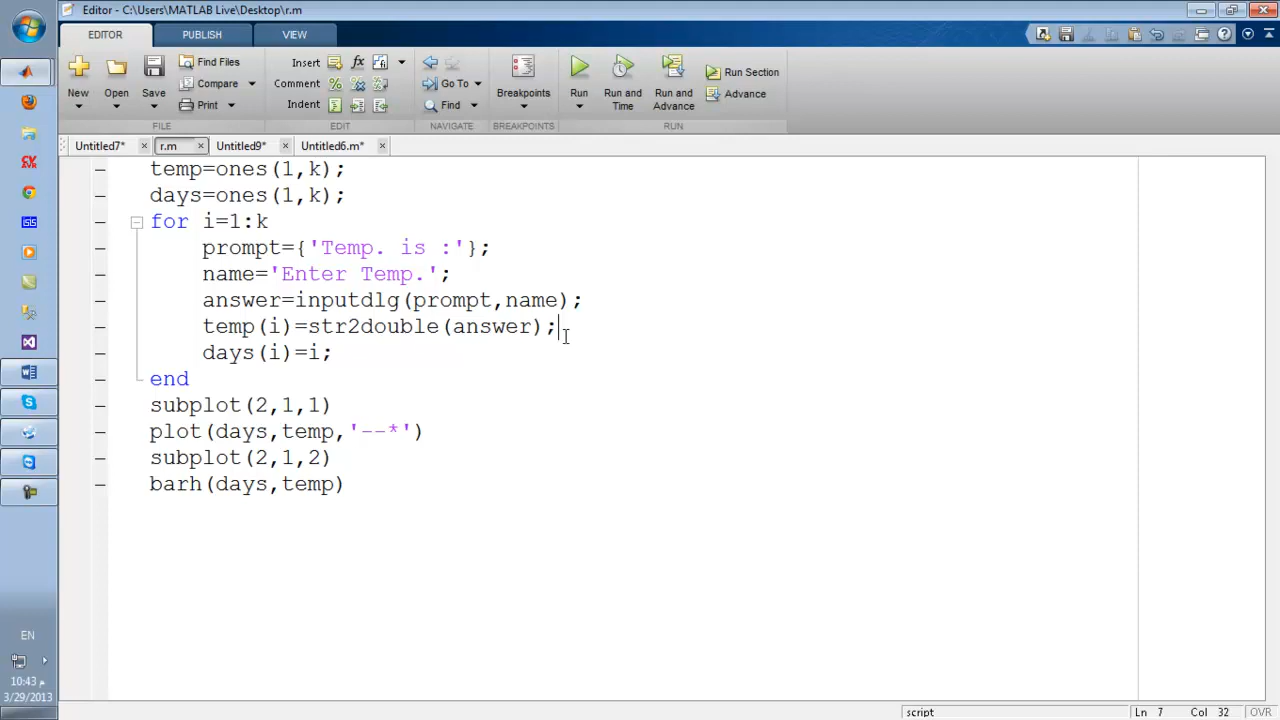 Editor - C:\Users\MATLAB Live\Desktop\r.m
EDITOR PUBLISH VIEW
New Open Save Find Files Compare Print
Insert fx
Comment % %
Indent
Go To Find
Breakpoints
Run Run and Time Run and Advance Run Section Advance
FILE EDIT NAVIGATE BREAKPOINTS RUN
Untitled7* r.m Untitled9* Untitled6.m*
temp=ones(1,k);
days=ones(1,k);
for i=1:k
prompt={'Temp. is :'};
name='Enter Temp.';
answer=inputdlg(prompt,name);
temp(i)=str2double(answer);
days(i)=i;
end
subplot(2,1,1)
plot(days,temp,'--*')
subplot(2,1,2)
barh(days,temp)
CV
AVR
ISIS
EN
10:43 م
3/29/2013
script Ln 7 Col 32 OVR